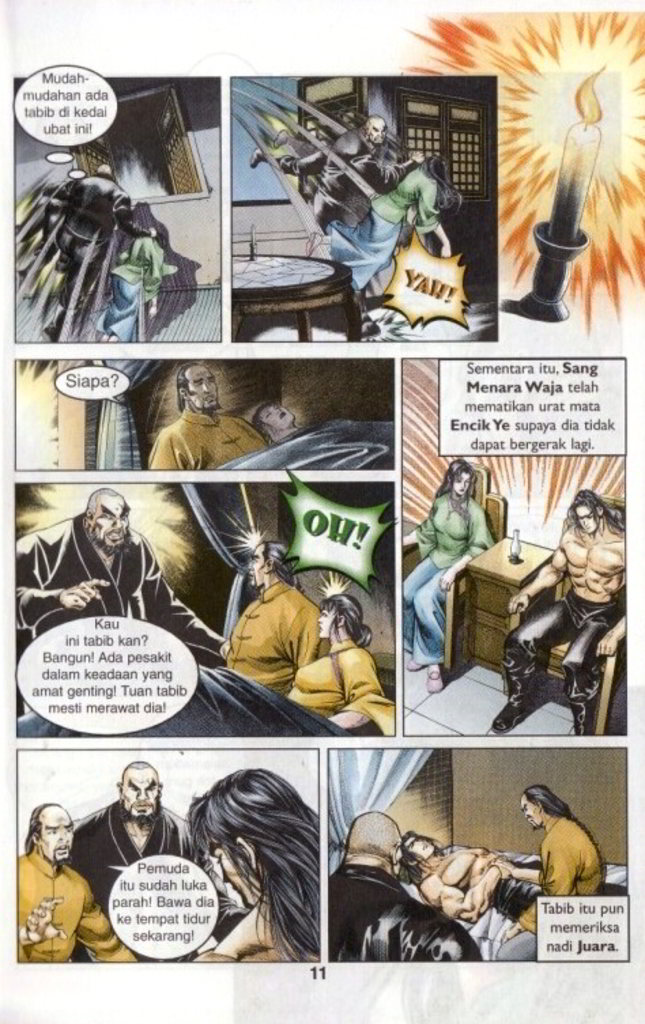 Mudah-
mudahan ada
tabib di kedai
ubat ini!
YAH!
Siapa?
Sementara itu, Sang
Menara Waja telah
mematikan urat mata
Encik Ye supaya dia tidak
dapat bergerak lagi.
OH!
Kau
ini tabib kan?
Bangun! Ada pesakit
dalam keadaan yang
amat genting! Tuan tabib
mesti merawat dia!
Pemuda
itu sudah luka
parah! Bawa dia
ke tempat tidur
sekarang!
Tabib pun
memeriksa
nadi Juara.
11